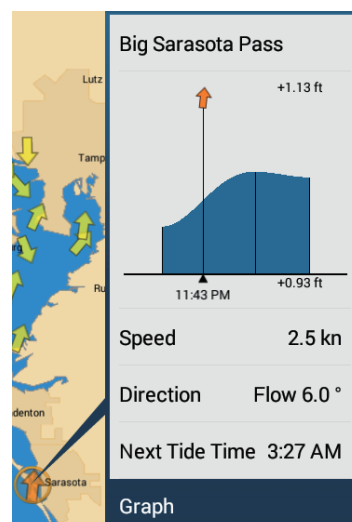 Big Sarasota Pass
Lutz
+1.13 ft
Tamp
rg
Ru
+0.93 ft
11:43 PM
Speed 2.5 kn
Direction Flow 6.0 °
denton
Next Tide Time 3:27 AM
Sarasota
Graph